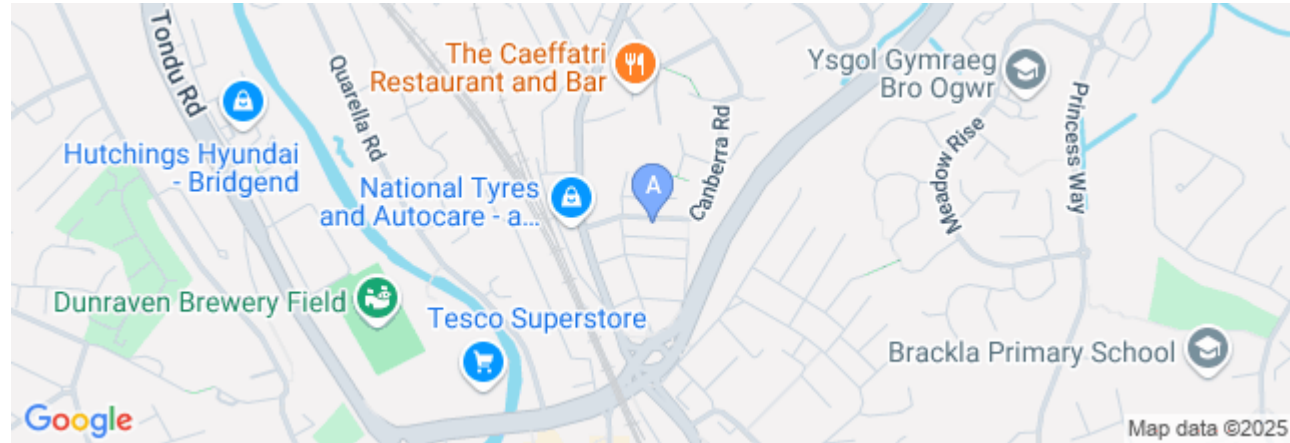 Tondu Rd
Quarella Rd
The Caeffatri
Restaurant and Bar
Ysgol Gymraeg
Bro Ogwr
Princess Way
Hutchings Hyundai
- Bridgend
National Tyres
and Autocare - a...
A
Canberra Rd
Meadow Rise
Dunraven Brewery Field
Tesco Superstore
Brackla Primary School
Google
Map data ©2025